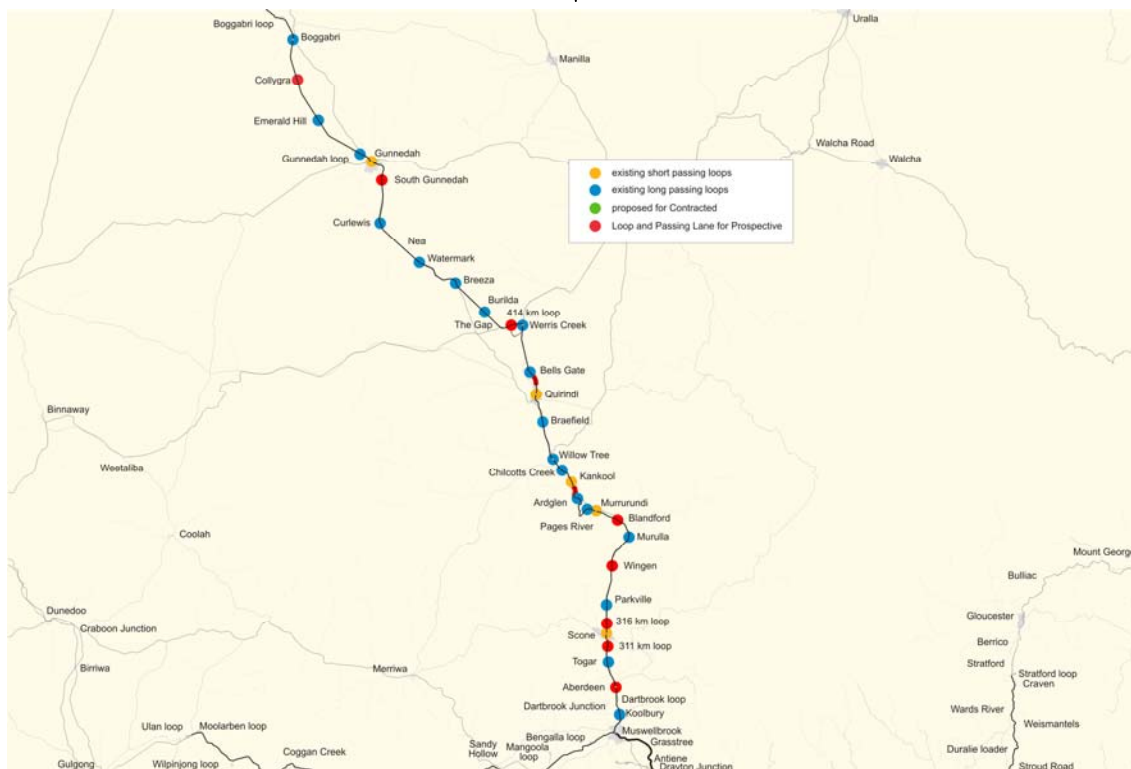 Boggabri loop
Uralla
Boggabri
Manilla
Collygra
Emerald Hill
Walcha Road
Gunnedah
Gunnedah loop
Walcha
existing short passing loops
South Gunnedah
existing long passing loops
proposed for Contracted
Curlewis
Loop and Passing Lane for Prospective
Nea
Watermark
Breeza
Burilda
414 km loop
The Gap
Werris Creek
Bells Gate
Quirindi
Binnaway
Braefield
Willow Tree
Weetaliba
Chilcotts Creek
Kankool
Ardglen
Murrurundi
Blandford
Pages River
Coolah
Murulla
Mount George
Wingen
Bulliac
Parkville
Dunedoo
Gloucester
316 km loop
Craboon Junction
Scone
Berrico
311 km loop
Togar
Stratford
Birriwa
Merriwa
Stratford loop
Craven
Aberdeen
Dartbrook loop
Dartbrook Junction
Wards River
Koolbury
Ulan loop
Moolarben loop
Weismantels
Muswellbrook
Bengalla loop
Grasstree
Sandy
Hollow
Mangoola
loop
Coggan Creek
Duralie loader
Antiene
Gulgong
Wilpinjong loop
Drayton Junction
Stroud Road